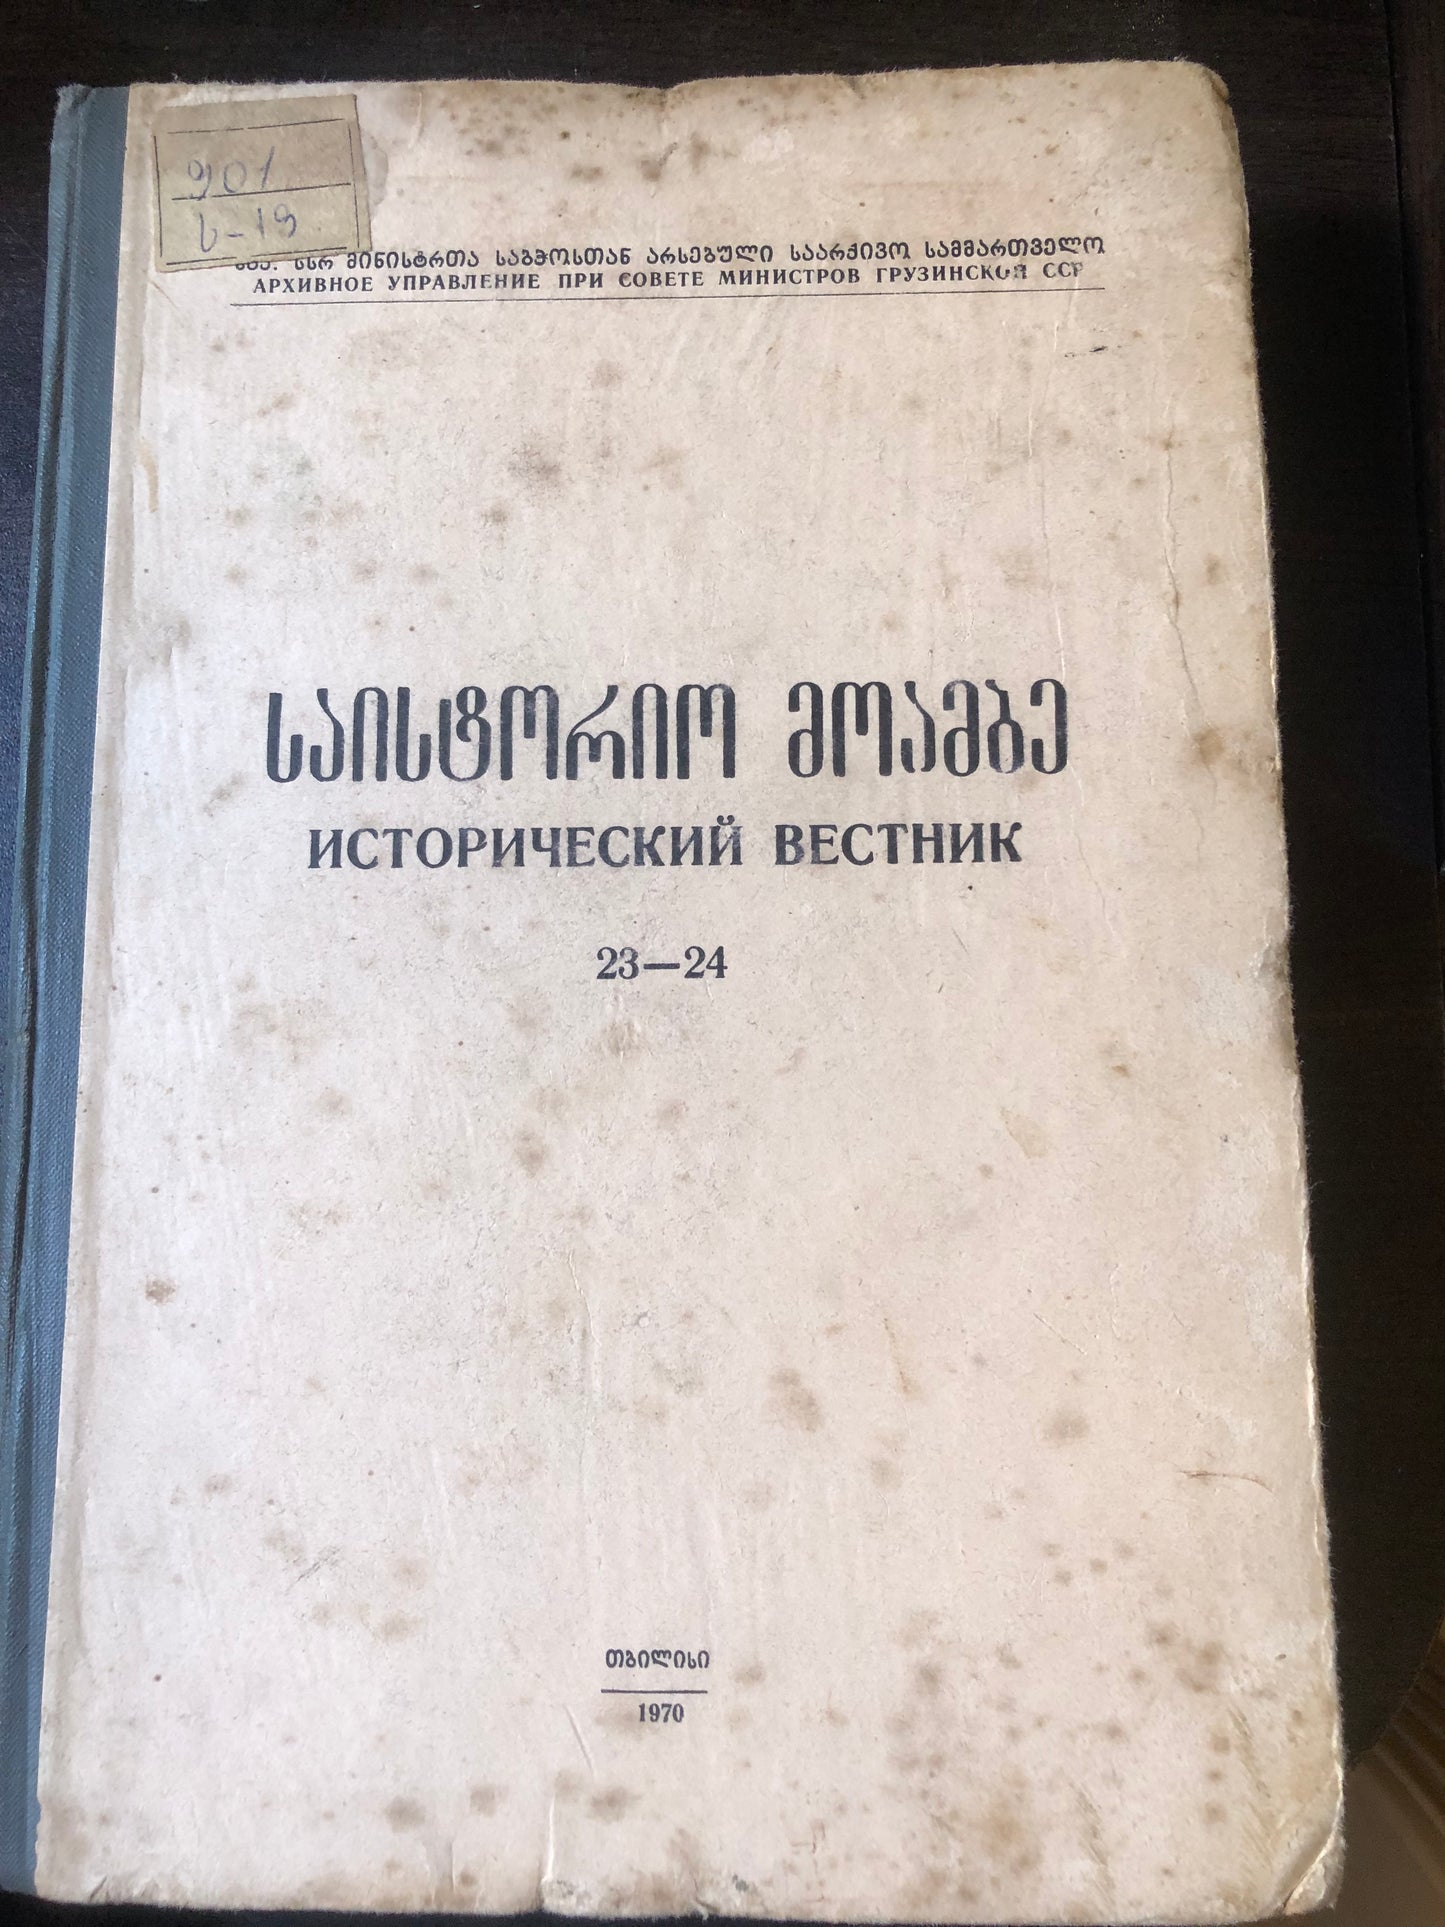 901
ს-19
სსრ მინისტრთა საბჭოსთან არსებული საარქივო სამმართველო
АРХИВНОЕ УПРАВЛЕНИЕ ПРИ СОВЕТЕ МИНИСТРОВ ГРУЗИНСКОЙ ССР
საისტორიო მოამბე
ИСТОРИЧЕСКИЙ ВЕСТНИК
23—24
თბილისი
1970